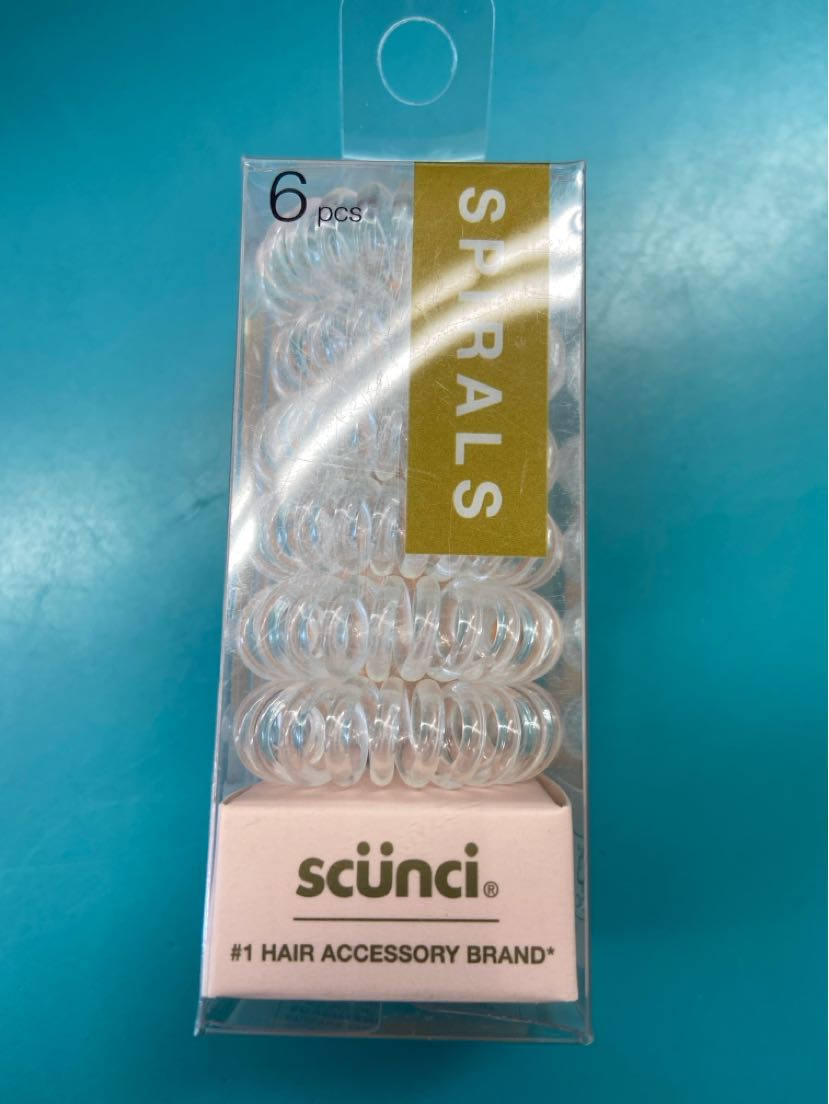 6 pcs
SPIRALS
scünci®
#1 HAIR ACCESSORY BRAND*